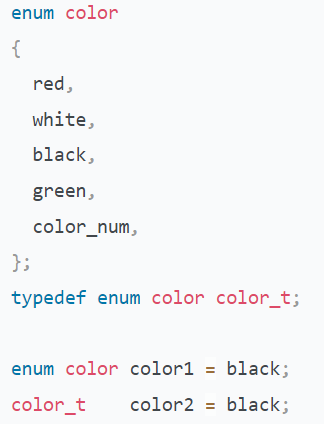 enum color
{
  red,
  white,
  black,
  green,
  color_num,
};
typedef enum color color_t;

enum color color1 = black;
color_t    color2 = black;